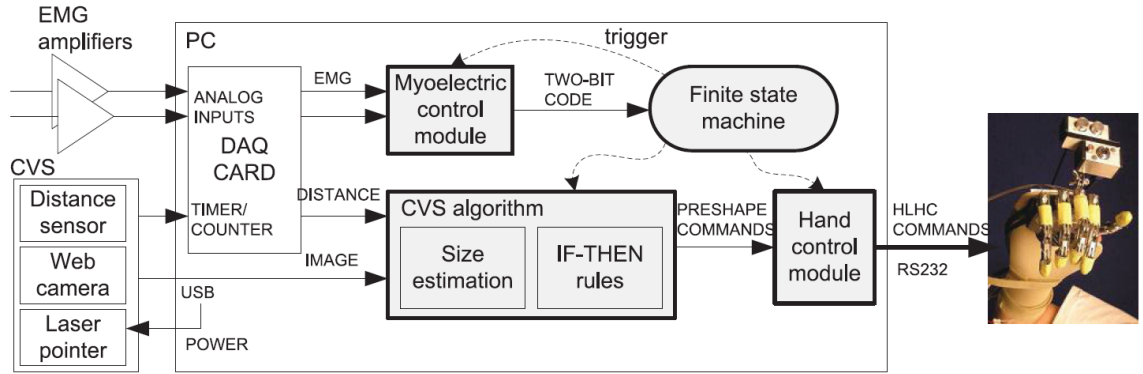 EMG
amplifiers
PC
trigger
EMG
Myoelectric
control
module
TWO-BIT
CODE
Finite state
machine
ANALOG
INPUTS
DAQ
CARD
TIMER/
COUNTER
CVS
Distance
sensor
Web
camera
Laser
pointer
DISTANCE
IMAGE
USB
POWER
CVS algorithm
Size
estimation
IF-THEN
rules
PRESHAPE
COMMANDS
Hand
control
module
HLHC
COMMANDS
RS232